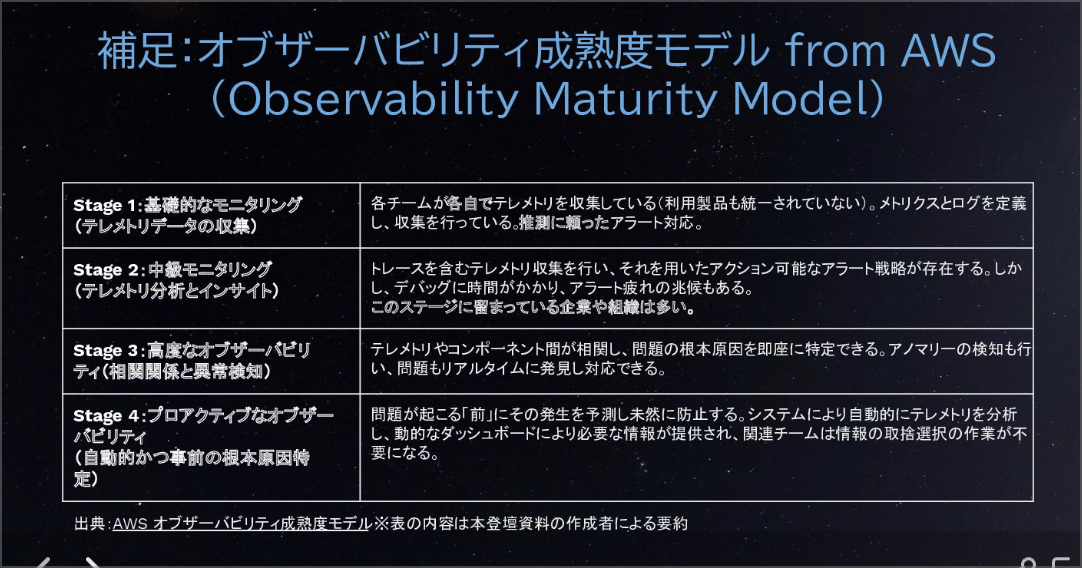 補足：オブザーバビリティ成熟度モデル from AWS
（Observability Maturity Model）
Stage 1：基礎的なモニタリング
（テレメトリデータの収集）
各チームが各自でテレメトリを収集している（利用製品も統一されていない）。メトリクスとログを定義
し、収集を行っている。推測に頼ったアラート対応。
Stage 2：中級モニタリング
（テレメトリ分析とインサイト）
トレースを含むテレメトリ収集を行い、それを用いたアクション可能なアラート戦略が存在する。しか
し、デバッグに時間がかかり、アラート疲れの兆候もある。
このステージに留まっている企業や組織は多い。
Stage 3：高度なオブザーバビリ
ティ（相関関係と異常検知）
テレメトリやコンポーネント間が相関し、問題の根本原因を即座に特定できる。アノマリーの検知も行
い、問題もリアルタイムに発見し対応できる。
Stage 4：プロアクティブなオブザー
バビリティ
（自動的かつ事前の根本原因特
定）
問題が起こる「前」にその発生を予測し未然に防止する。システムにより自動的にテレメトリを分析
し、動的なダッシュボードにより必要な情報が提供され、関連チームは情報の取捨選択の作業が不
要になる。
出典：AWS オブザーバビリティ成熟度モデル※表の内容は本登壇資料の作成者による要約